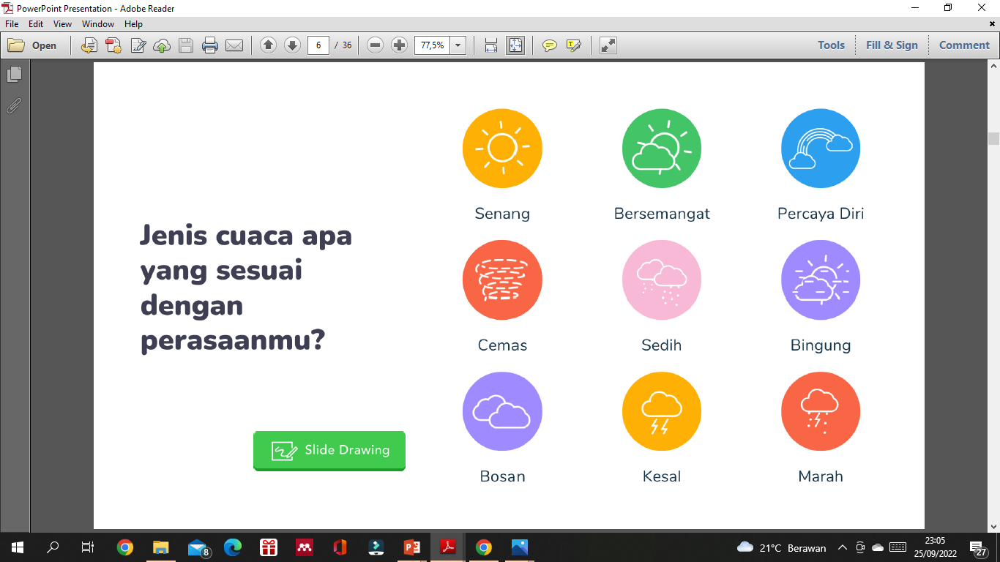 PowerPoint Presentation - Adobe Reader
File Edit View Window Help
Open 6 / 36 77,5% Tools Fill & Sign Comment
Jenis cuaca apa
yang sesuai
dengan
perasaanmu?
Slide Drawing
Senang Bersemangat Percaya Diri
Cemas Sedih Bingung
Bosan Kesal Marah
8
21°C Berawan
23:05
25/09/2022
27